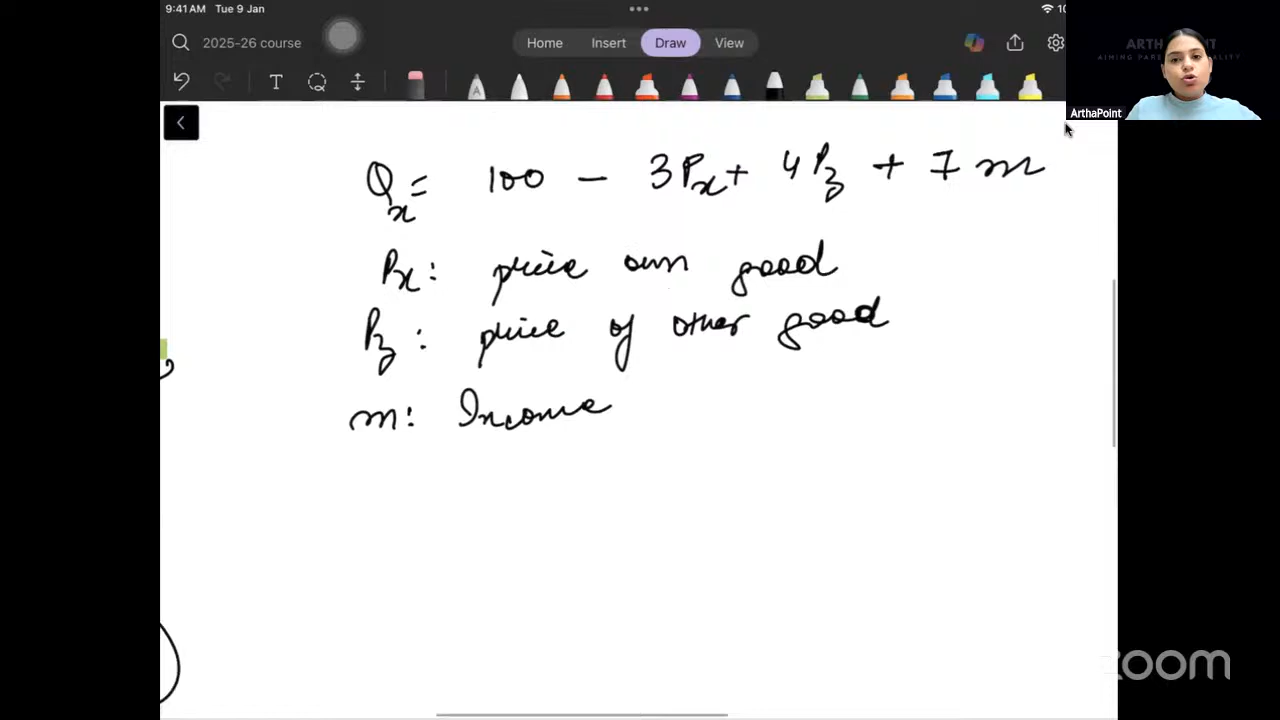 9:41 AM Tue 9 Jan
2025-26 course
Home Insert Draw View
ArthaPoint
Qx = 100 - 3Px + 4Pz + 7m
Px: price own good
Pz: price of other good
m: Income
zoom